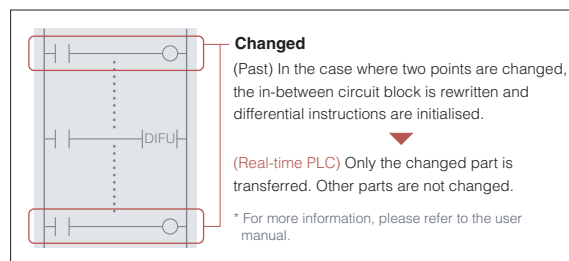 DIFU
Changed
(Past) In the case where two points are changed,
the in-between circuit block is rewritten and
differential instructions are initialised.
(Real-time PLC) Only the changed part is
transferred. Other parts are not changed.
* For more information, please refer to the user
manual.